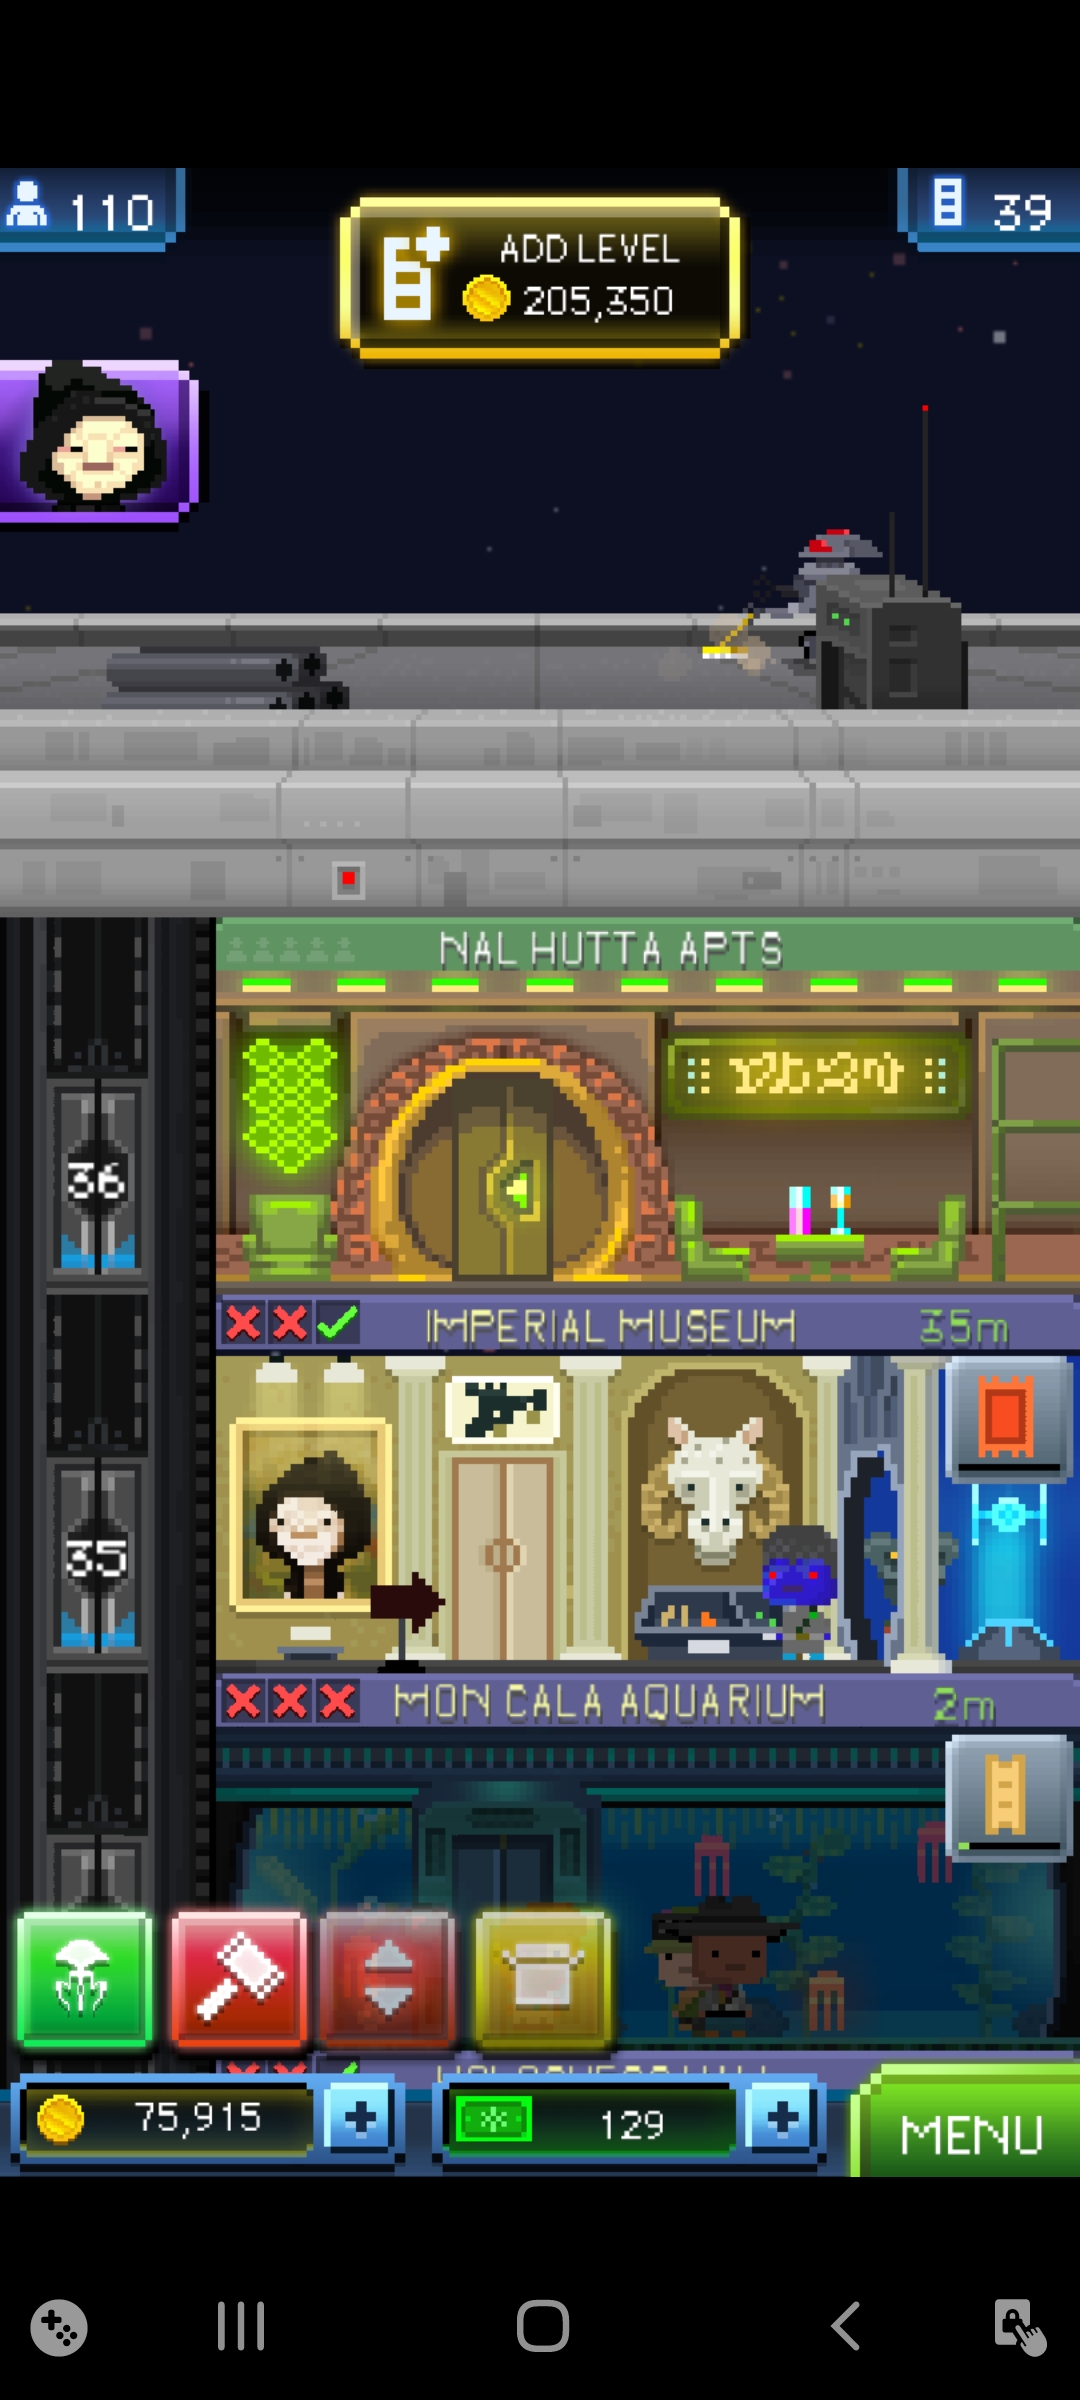 110
ADD LEVEL
205,350
39
NAL HUTTA APTS
36
IMPERIAL MUSEUM 35m
35
MON CALA AQUARIUM 2m
75,915
129
MENU